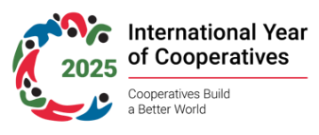 2025
International Year
of Cooperatives
Cooperatives Build
a Better World